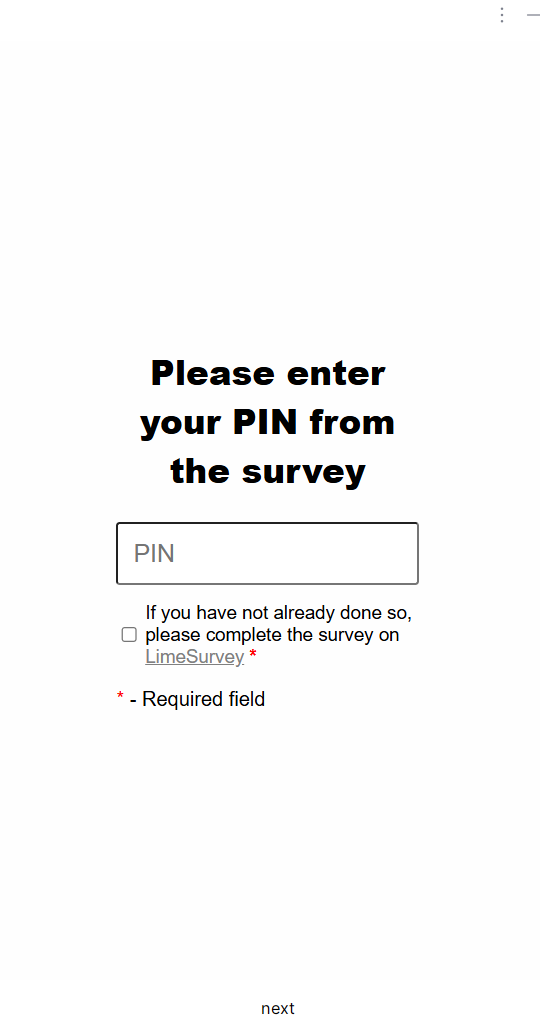 Please enter
your PIN from
the survey
PIN
If you have not already done so,
please complete the survey on
LimeSurvey *
* - Required field
next